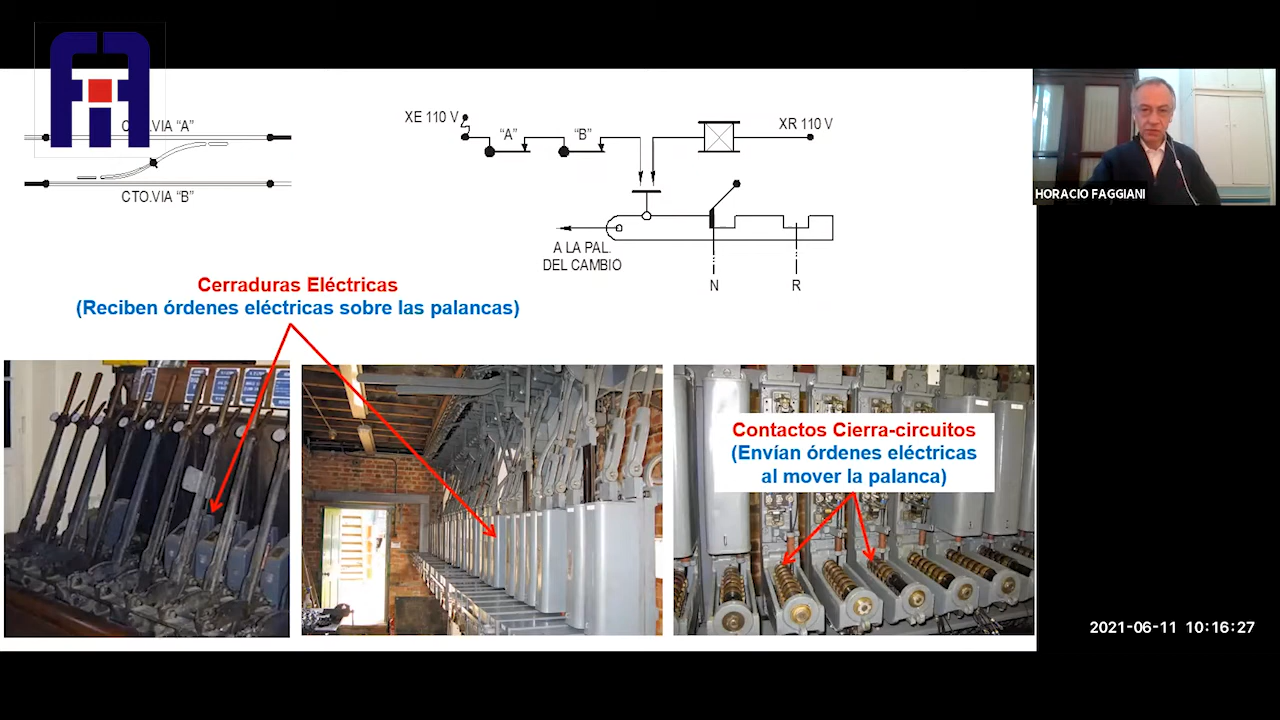 VIA “A”
CTO.VIA “B”
XE 110 V
“A”
“B”
XR 110 V
A LA PAL.
DEL CAMBIO
N
R
HORACIO FAGGIANI
Cerraduras Eléctricas
(Reciben órdenes eléctricas sobre las palancas)
Contactos Cierra-circuitos
(Envían órdenes eléctricas
al mover la palanca)
2021-06-11 10:16:27